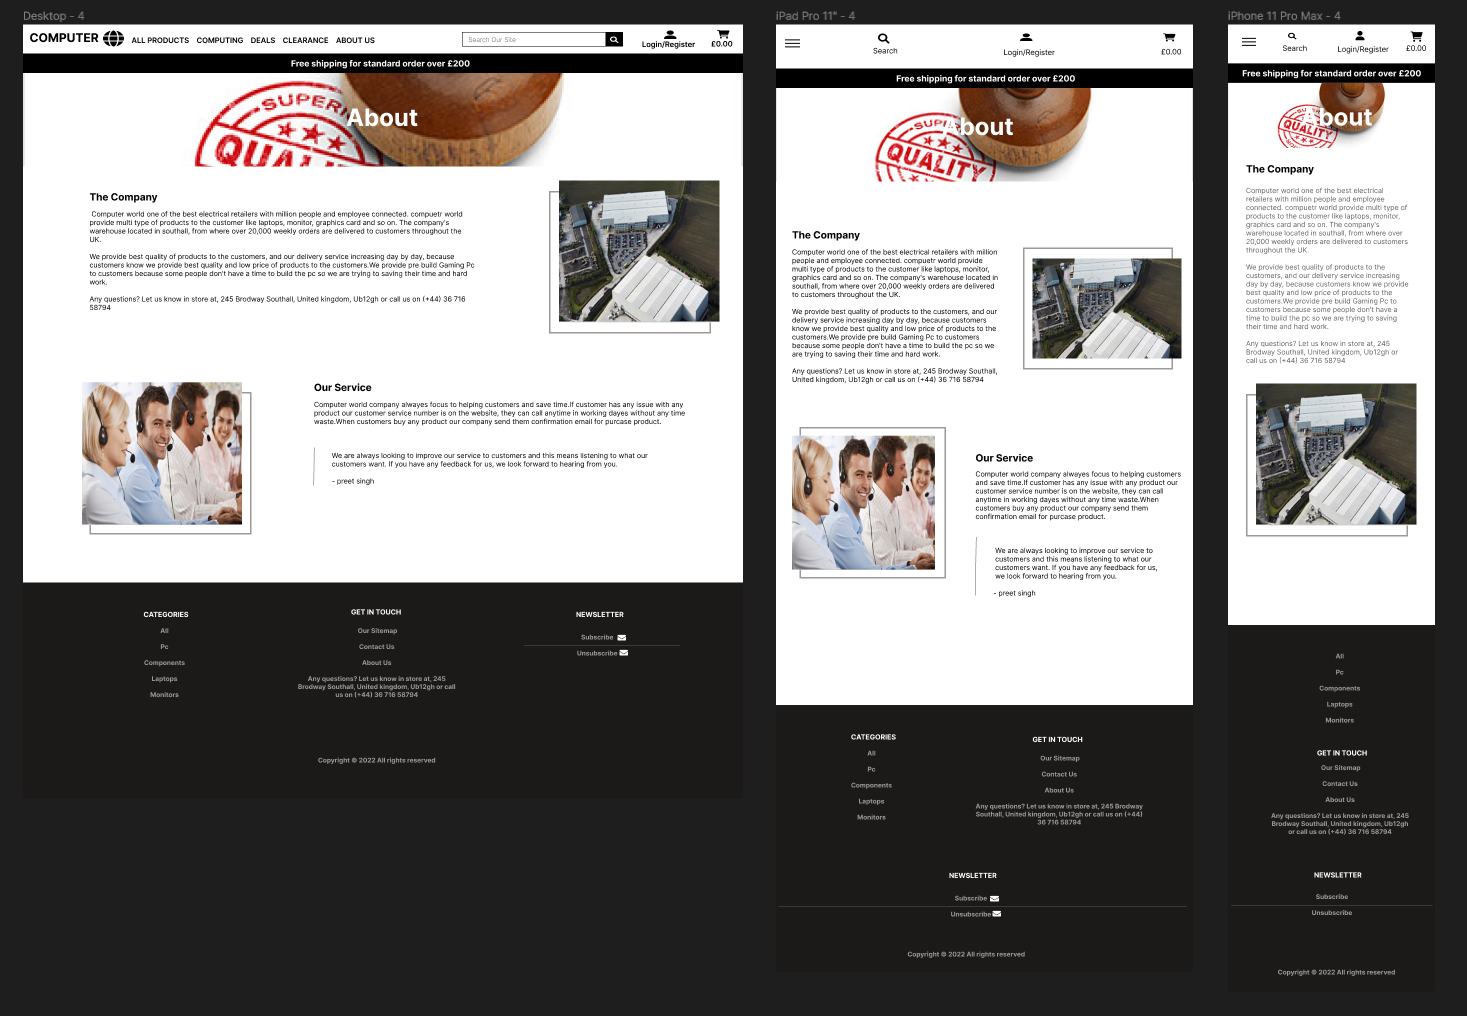 Desktop - 4
COMPUTER
ALL PRODUCTS COMPUTING DEALS CLEARANCE ABOUT US
Search Our Site
Login/Register
£0.00
Free shipping for standard order over £200
SUPER
QUALITY
About
The Company
Computer world one of the best electrical retailers with million people and employee connected. compuetr world
provide multi type of products to the customer like laptops, monitor, graphics card and so on. The company's
warehouse located in southall, from where over 20,000 weekly orders are delivered to customers throughout the
UK.
We provide best quality of products to the customers, and our delivery service increasing day by day, because
customers know we provide best quality and low price of products to the customers.We provide pre build Gaming Pc
to customers because some people don't have a time to build the pc so we are trying to saving their time and hard
work.
Any questions? Let us know in store at, 245 Brodway Southall, United kingdom, Ub12gh or call us on (+44) 36 716
58794
Our Service
Computer world company alwayes focus to helping customers and save time.If customer has any issue with any
product our customer service number is on the website, they can call anytime in working dayes without any time
waste.When customers buy any product our company send them confirmation email for purcase product.
We are always looking to improve our service to customers and this means listening to what our
customers want. If you have any feedback for us, we look forward to hearing from you.
- preet singh
CATEGORIES
All
Pc
Components
Laptops
Monitors
GET IN TOUCH
Our Sitemap
Contact Us
About Us
Any questions? Let us know in store at, 245
Brodway Southall, United kingdom, Ub12gh or call
us on (+44) 36 716 58794
NEWSLETTER
Subscribe
Unsubscribe
Copyright © 2022 All rights reserved
iPad Pro 11" - 4
Search
Login/Register
£0.00
Free shipping for standard order over £200
SUPER
QUALITY
About
The Company
Computer world one of the best electrical retailers with million
people and employee connected. compuetr world provide
multi type of products to the customer like laptops, monitor,
graphics card and so on. The company's warehouse located in
southall, from where over 20,000 weekly orders are delivered
to customers throughout the UK.
We provide best quality of products to the customers, and our
delivery service increasing day by day, because customers
know we provide best quality and low price of products to the
customers.We provide pre build Gaming Pc to customers
because some people don't have a time to build the pc so we
are trying to saving their time and hard work.
Any questions? Let us know in store at, 245 Brodway Southall,
United kingdom, Ub12gh or call us on (+44) 36 716 58794
Our Service
Computer world company alwayes focus to helping customers
and save time.If customer has any issue with any product our
customer service number is on the website, they can call
anytime in working dayes without any time waste.When
customers buy any product our company send them
confirmation email for purcase product.
We are always looking to improve our service to
customers and this means listening to what our
customers want. If you have any feedback for us,
we look forward to hearing from you.
- preet singh
CATEGORIES
All
Pc
Components
Laptops
Monitors
GET IN TOUCH
Our Sitemap
Contact Us
About Us
Any questions? Let us know in store at, 245 Brodway
Southall, United kingdom, Ub12gh or call us on (+44)
36 716 58794
NEWSLETTER
Subscribe
Unsubscribe
Copyright © 2022 All rights reserved
iPhone 11 Pro Max - 4
Search
Login/Register
£0.00
Free shipping for standard order over £200
QUALITY
About
The Company
Computer world one of the best electrical
retailers with million people and employee
connected. compuetr world provide multi type of
products to the customer like laptops, monitor,
graphics card and so on. The company's
warehouse located in southall, from where over
20,000 weekly orders are delivered to customers
throughout the UK.
We provide best quality of products to the
customers, and our delivery service increasing
day by day, because customers know we provide
best quality and low price of products to the
customers.We provide pre build Gaming Pc to
customers because some people don't have a
time to build the pc so we are trying to saving
their time and hard work.
Any questions? Let us know in store at, 245
Brodway Southall, United kingdom, Ub12gh or
call us on (+44) 36 716 58794
All
Pc
Components
Laptops
Monitors
GET IN TOUCH
Our Sitemap
Contact Us
About Us
Any questions? Let us know in store at, 245
Brodway Southall, United kingdom, Ub12gh
or call us on (+44) 36 716 58794
NEWSLETTER
Subscribe
Unsubscribe
Copyright © 2022 All rights reserved